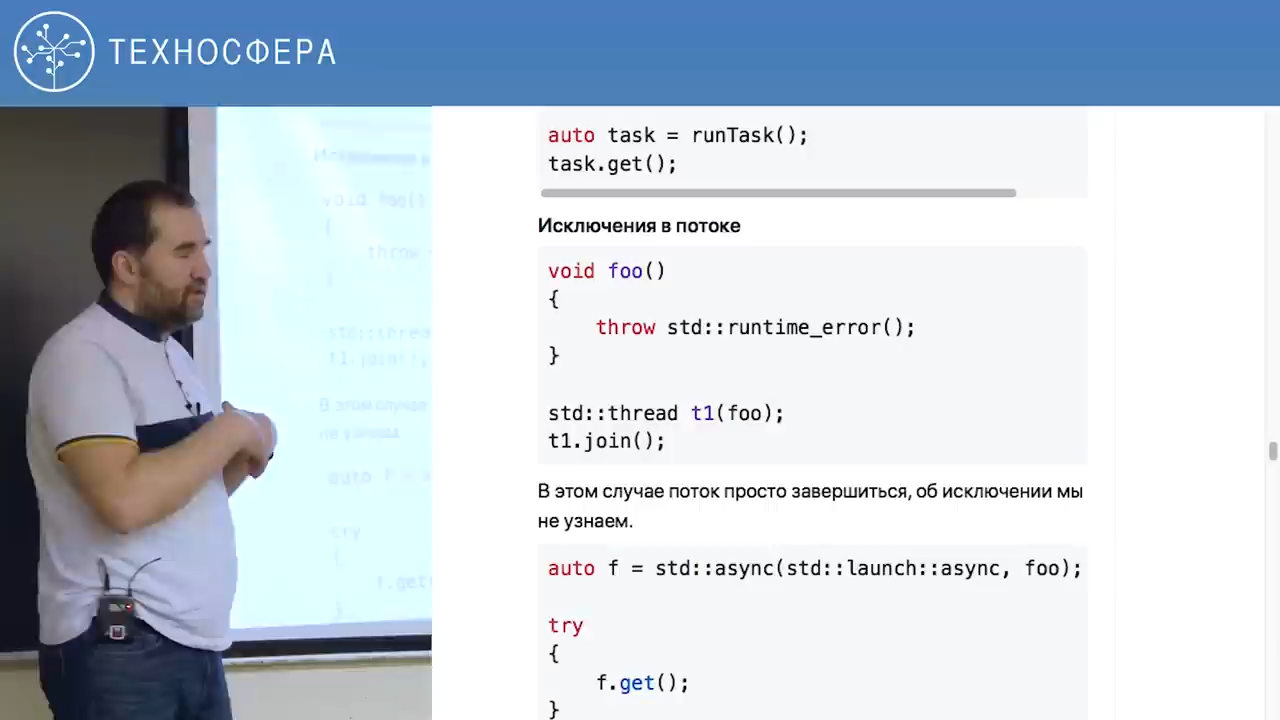 ТЕХНОСФЕРА
auto task = runTask();
task.get();
Исключения в потоке
void foo()
{
    throw std::runtime_error();
}
std::thread t1(foo);
t1.join();
В этом случае поток просто завершиться, об исключении мы
не узнаем.
auto f = std::async(std::launch::async, foo);
try
{
    f.get();
}